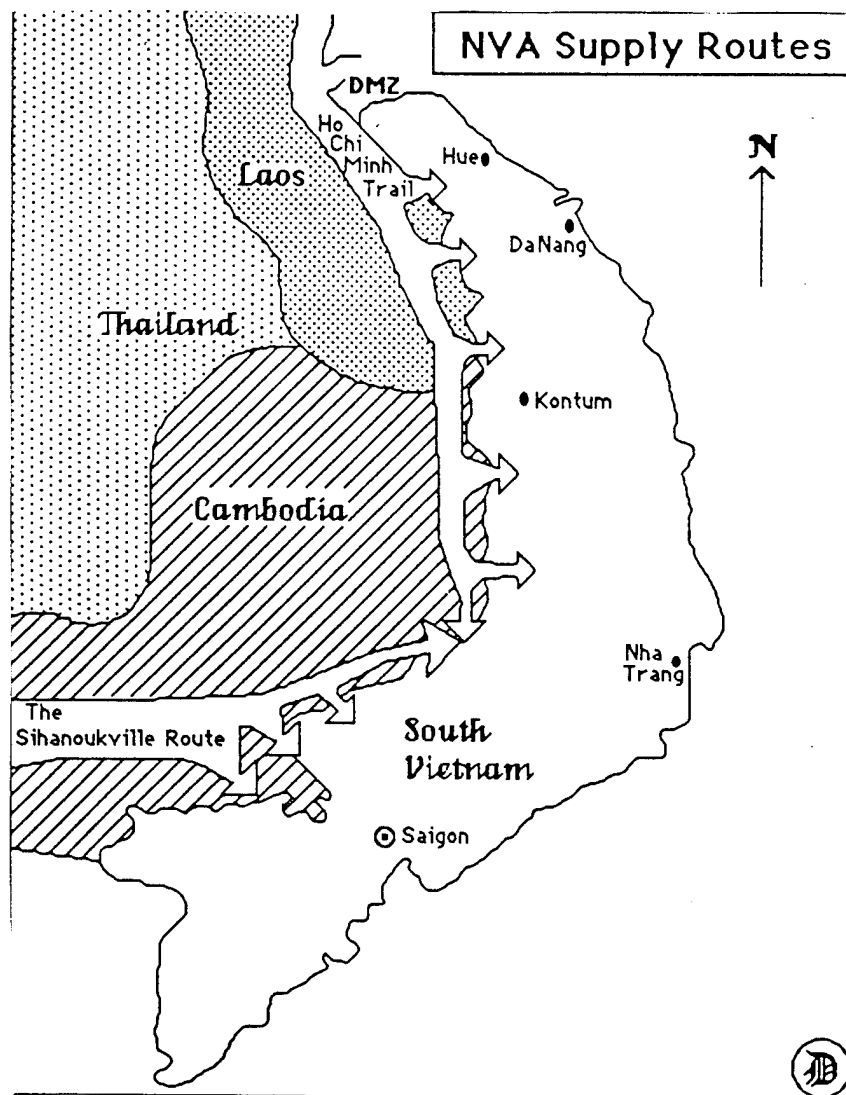 NVA Supply Routes
DMZ
Ho
Chi
Minh
Trail
Hue
N
Laos
DaNang
Thailand
Kontum
Cambodia
Nha
Trang
The
Sihanoukville Route
South
Vietnam
Saigon
D